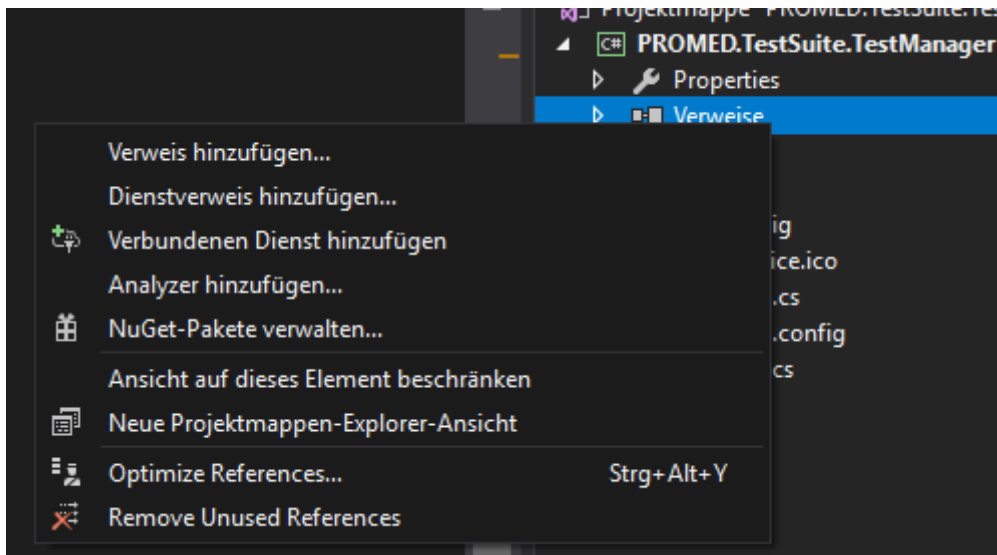 Projektmappe "PROMED.TestSuite.Tes
C# PROMED.TestSuite.TestManager
Properties
Verweise
Verweis hinzufügen...
Dienstverweis hinzufügen...
ig
Verbundenen Dienst hinzufügen
ice.ico
Analyzer hinzufügen...
.cs
NuGet-Pakete verwalten...
.config
Ansicht auf dieses Element beschränken
cs
Neue Projektmappen-Explorer-Ansicht
Optimize References... Strg+Alt+Y
Remove Unused References